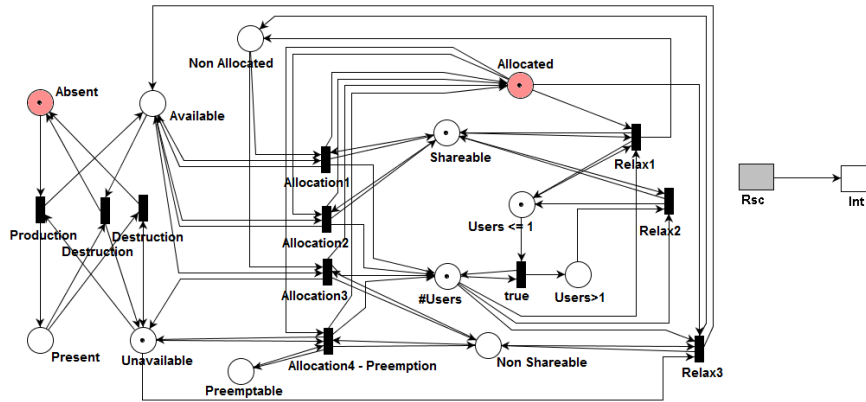 Non Allocated
Allocated
Absent
Available
Shareable
Relax1
Allocation1
Rsc
Int
Users <= 1
Relax2
Production
Destruction
Destruction
Allocation2
Allocation3
#Users
true
Users>1
Present
Unavailable
Allocation4 - Preemption
Non Shareable
Relax3
Preemptable